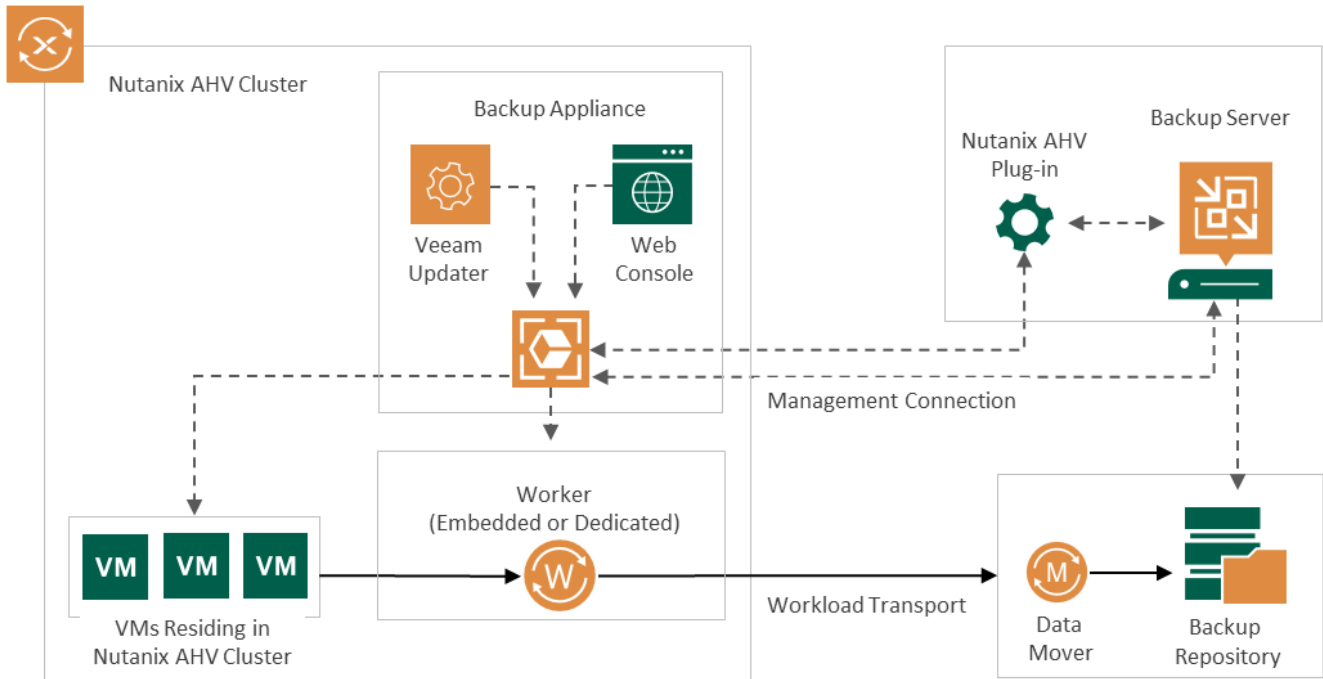 Nutanix AHV Cluster
Backup Appliance
Veeam
Updater
Web
Console
Backup Server
Nutanix AHV
Plug-in
Management Connection
Worker
(Embedded or Dedicated)
VM
VM
VM
W
M
Workload Transport
VMs Residing in
Nutanix AHV Cluster
Data
Mover
Backup
Repository